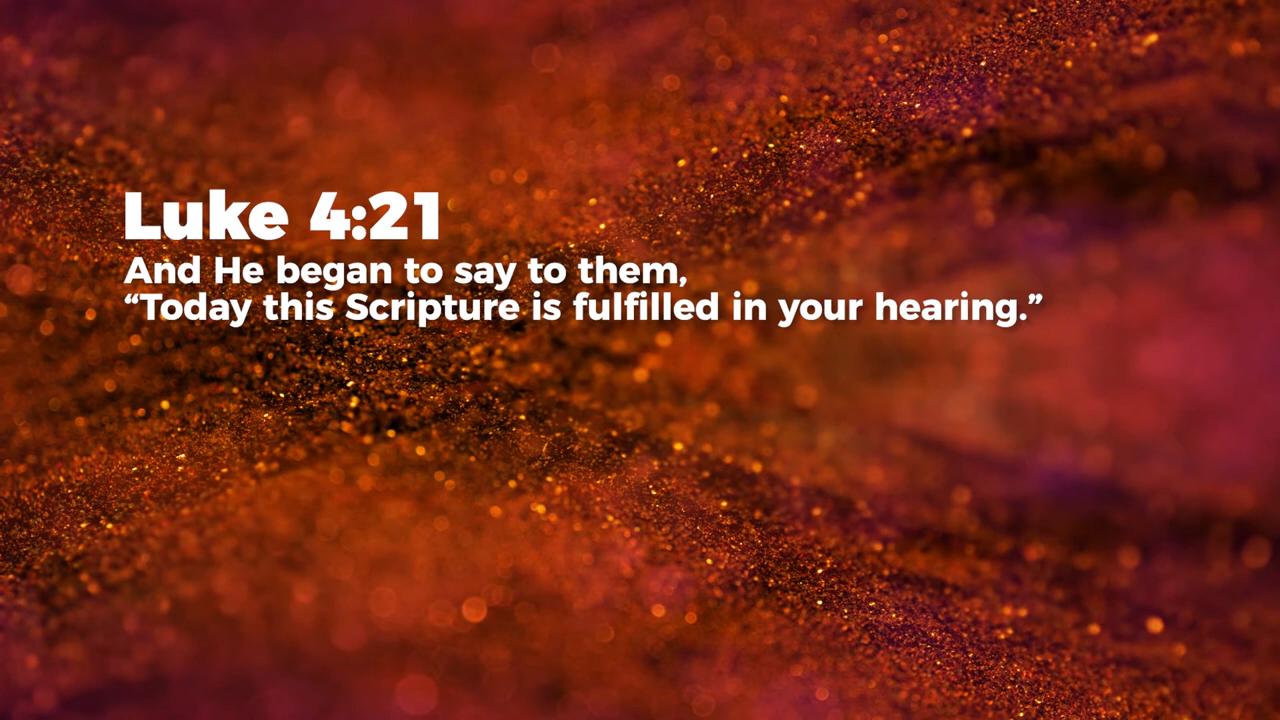 Luke 4:21
And He began to say to them,
“Today this Scripture is fulfilled in your hearing.”